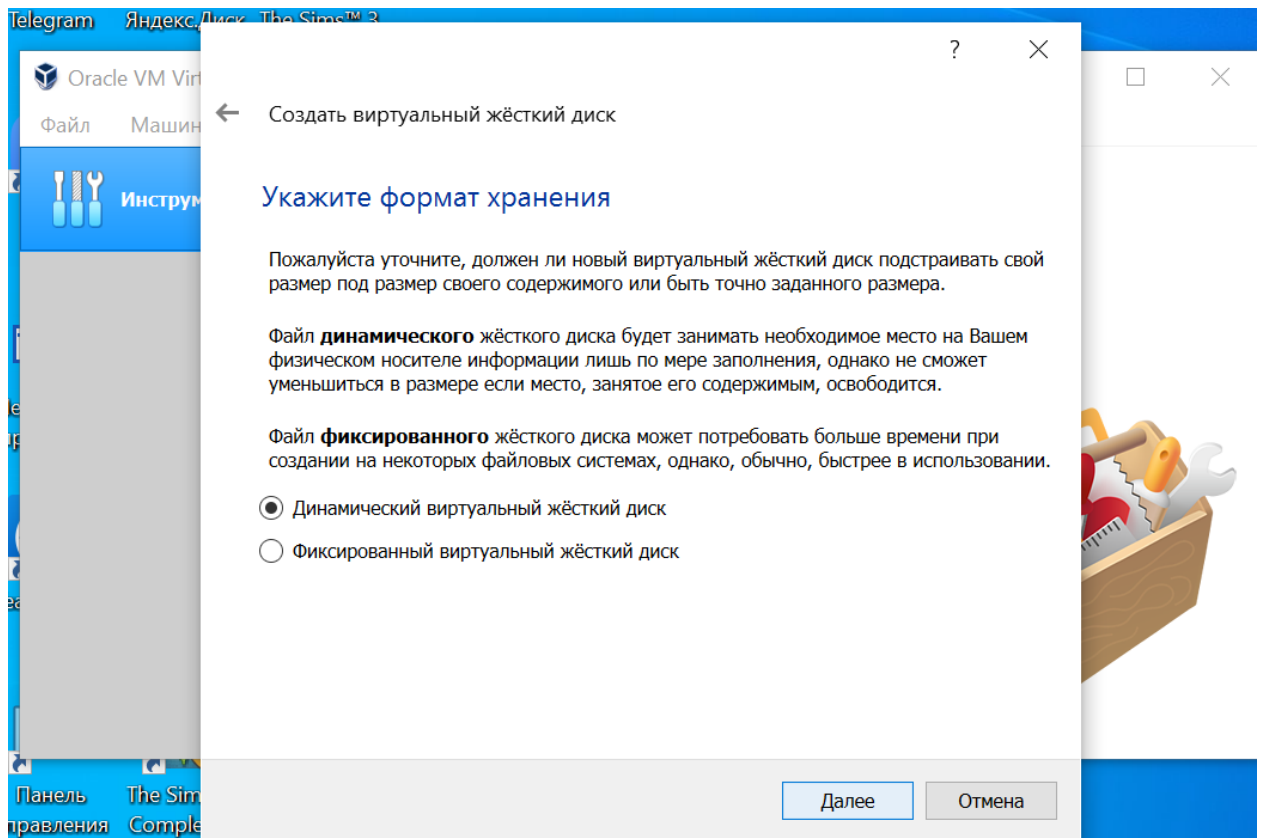 Telegram Яндекс.Диск The Sims™ 3
? ×
Oracle VM Virt
Файл Машин
Создать виртуальный жёсткий диск
Инструм
Укажите формат хранения
Пожалуйста уточните, должен ли новый виртуальный жёсткий диск подстраивать свой
размер под размер своего содержимого или быть точно заданного размера.
Файл динамического жёсткого диска будет занимать необходимое место на Вашем
физическом носителе информации лишь по мере заполнения, однако не сможет
уменьшиться в размере если место, занятое его содержимым, освободится.
Файл фиксированного жёсткого диска может потребовать больше времени при
создании на некоторых файловых системах, однако, обычно, быстрее в использовании.
Динамический виртуальный жёсткий диск
Фиксированный виртуальный жёсткий диск
Далее Отмена
Панель The Sim
правления Comple